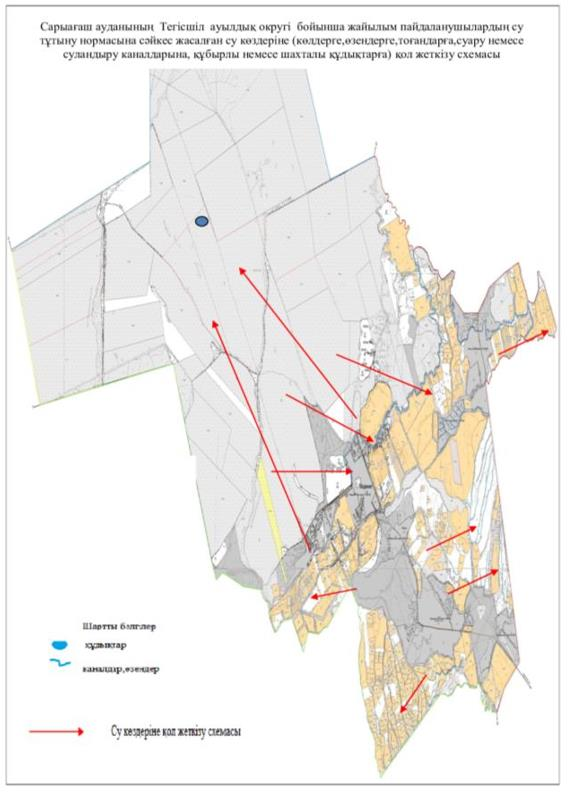 Сарыағаш ауданының Тегісшіл ауылдық округі бойынша жайылым пайдаланушылардың су
тұтыну нормасына сәйкес жасалған су көздеріне (көлдерге,өзендерге,тоғандарға,суару немесе
суландыру каналдарына, құбырлы немесе шахталы құдықтарға) қол жеткізу схемасы
Шартты белгілер
құдықтар
каналдар,өзендер
Су көздеріне қол жеткізу схемасы